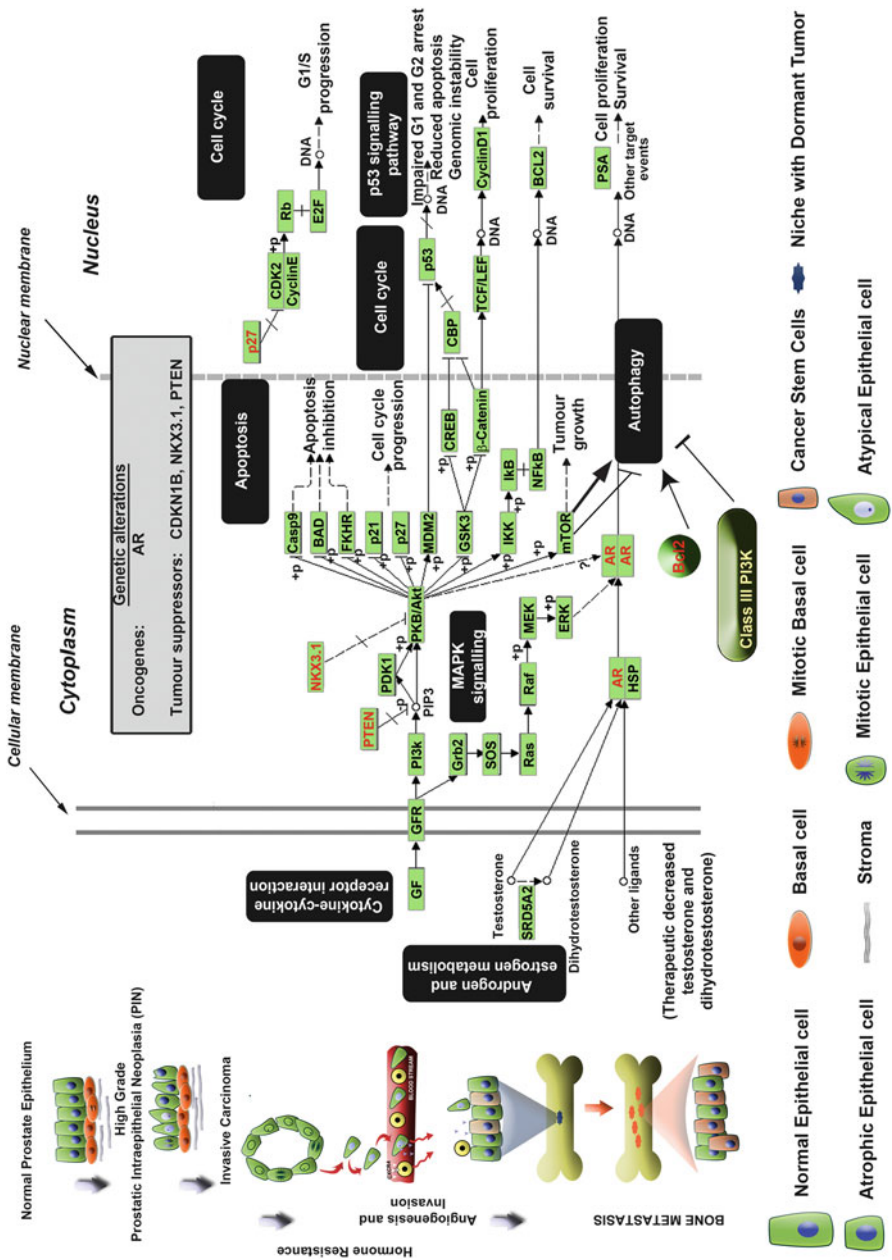 Normal Prostate Epithelium
High Grade
Prostatic Intraepithelial Neoplasia (PIN)
Invasive Carcinoma
Hormone Resistance
Angiogenesis and
Invasion
BLOOD STREAM
BONE METASTASIS
Cellular membrane
Nuclear membrane
Cytoplasm
Nucleus
Genetic alterations
Oncogenes: AR
Tumour suppressors: CDKN1B, NKX3.1, PTEN
Cytokine-cytokine
receptor interaction
GF
GFR
PI3k
PTEN
-p
PIP3
PDK1
+p
NKX3.1
PKB/Akt
Grb2
SOS
Ras
Raf
+p
MEK
+p
ERK
MAPK
signalling
Apoptosis
+p
Casp9
+p
BAD
+p
FKHR
+p
p21
+p
p27
+p
MDM2
+p
GSK3
+p
IKK
+p
mTOR
?
Apoptosis
inhibition
Cell cycle
progression
+p
CREB
+p
β-Catenin
+p
IkB
NFkB
Tumour
growth
p27
CDK2
CyclinE
+p
Rb
E2F
DNA
G1/S
progression
Cell cycle
Cell cycle
p53 signalling
pathway
CBP
p53
DNA
Impaired G1 and G2 arrest
Reduced apoptosis
Genomic instability
TCF/LEF
DNA
CyclinD1
Cell
proliferation
DNA
BCL2
Cell
survival
DNA
PSA
Other target
events
Cell proliferation
Survival
Androgen and
estrogen metabolism
Testosterone
SRD5A2
Dihydrotestosterone
Other ligands
(Therapeutic decreased
testosterone and
dihydrotestosterone)
AR
HSP
AR
AR
Autophagy
Bcl2
Class III PI3K
Normal Epithelial cell
Basal cell
Mitotic Basal cell
Cancer Stem Cells
Niche with Dormant Tumor
Atrophic Epithelial cell
Stroma
Mitotic Epithelial cell
Atypical Epithelial cell